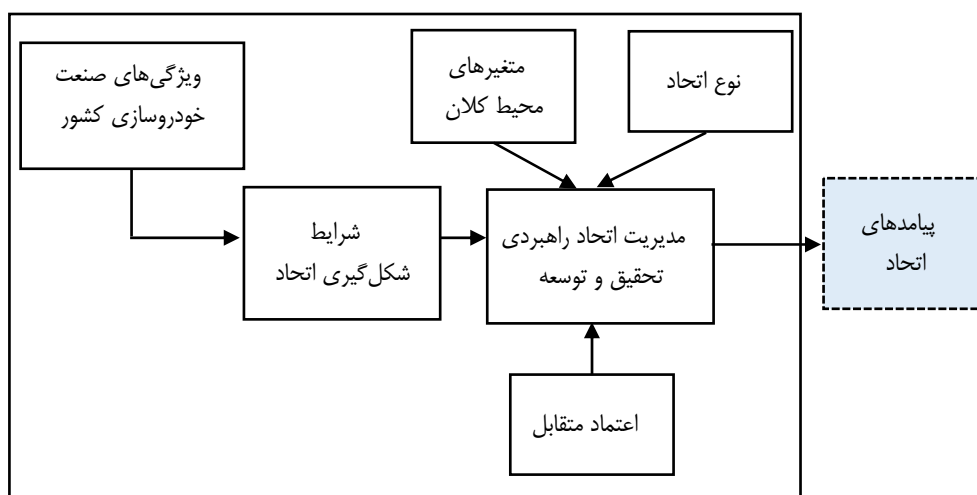 ویژگی‌های صنعت
خودروسازی کشور
متغیرهای
محیط کلان
نوع اتحاد
شرایط
شکل‌گیری اتحاد
مدیریت اتحاد راهبردی
تحقیق و توسعه
پیامدهای
اتحاد
اعتماد متقابل